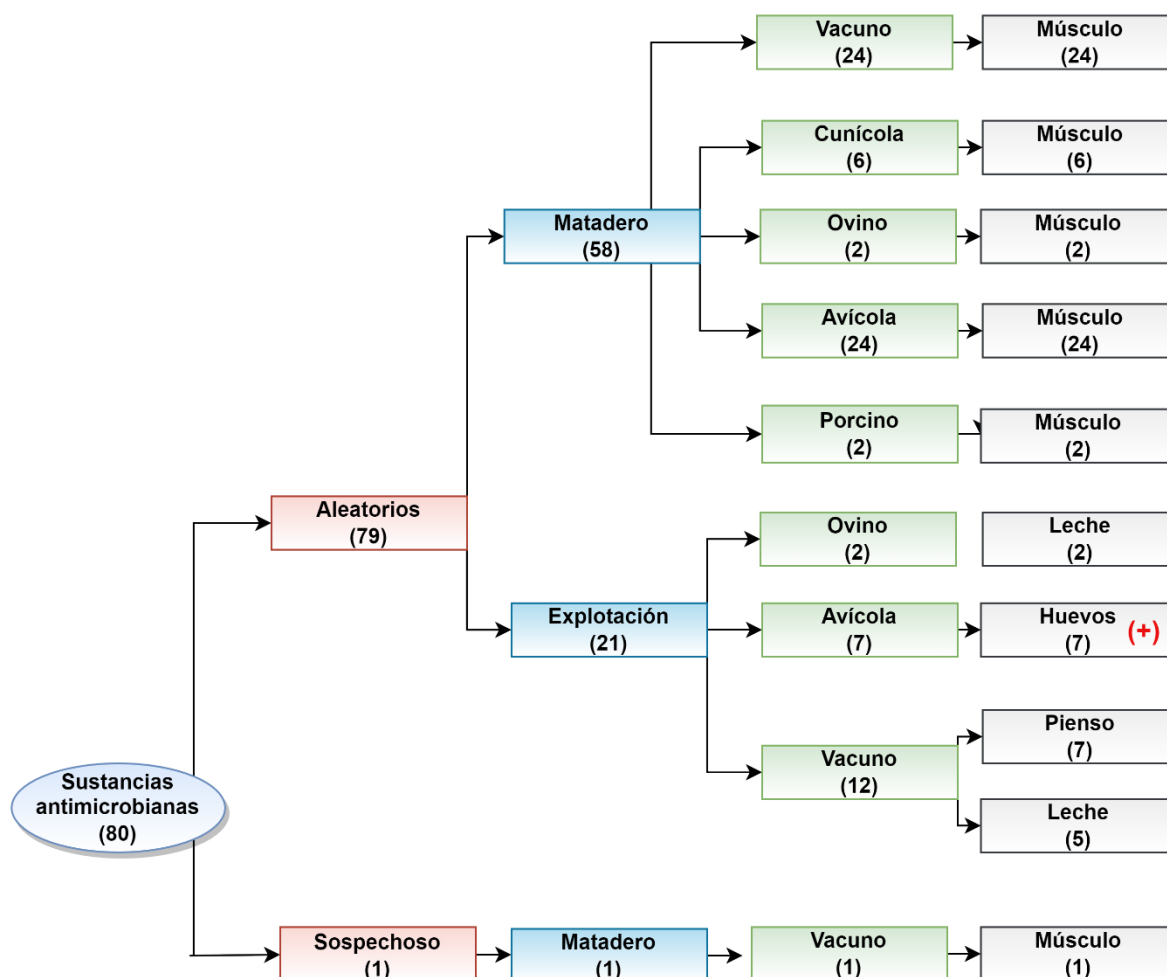 Vacuno
(24)
Músculo
(24)
Cunícola
(6)
Músculo
(6)
Matadero
(58)
Ovino
(2)
Músculo
(2)
Avícola
(24)
Músculo
(24)
Porcino
(2)
Músculo
(2)
Aleatorios
(79)
Ovino
(2)
Leche
(2)
Explotación
(21)
Avícola
(7)
Huevos
(7)
(+)
Vacuno
(12)
Pienso
(7)
Leche
(5)
Sustancias
antimicrobianas
(80)
Sospechoso
(1)
Matadero
(1)
Vacuno
(1)
Músculo
(1)